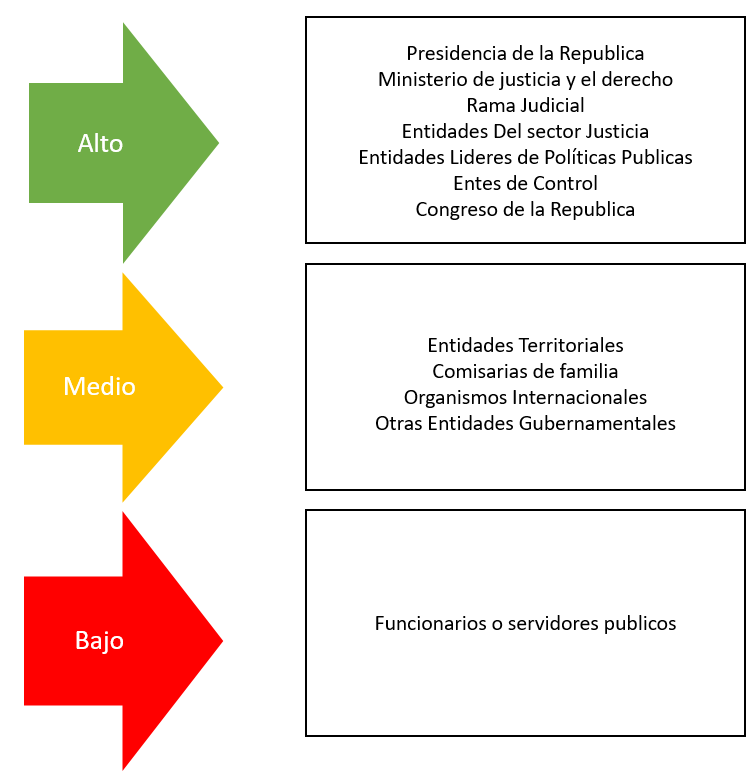 Alto
Presidencia de la Republica
Ministerio de justicia y el derecho
Rama Judicial
Entidades Del sector Justicia
Entidades Lideres de Políticas Publicas
Entes de Control
Congreso de la Republica
Medio
Entidades Territoriales
Comisarias de familia
Organismos Internacionales
Otras Entidades Gubernamentales
Bajo
Funcionarios o servidores publicos